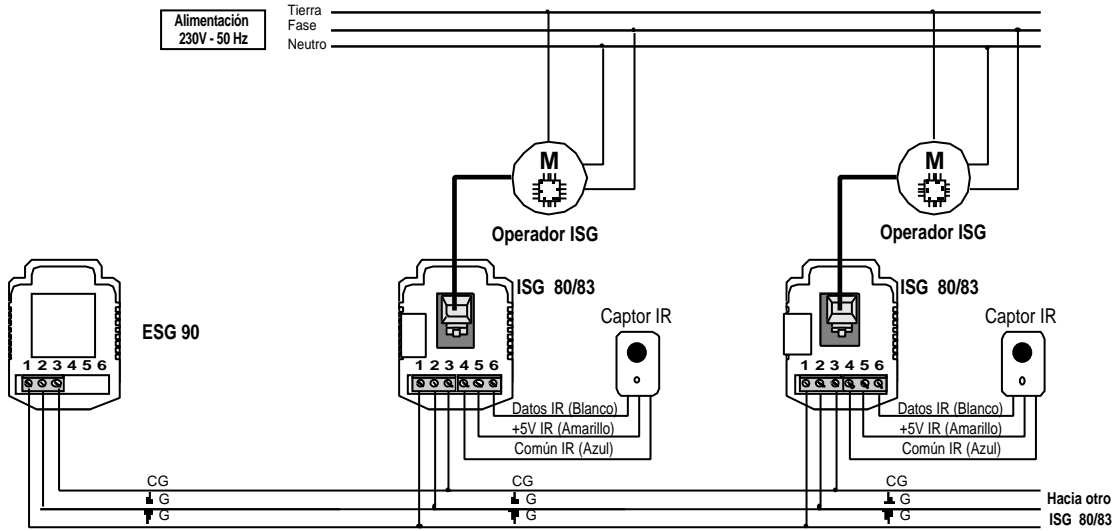 Alimentación
230V - 50 Hz
Tierra
Fase
Neutro
M
M
Operador ISG
Operador ISG
ESG 90
ISG 80/83
ISG 80/83
Captor IR
Captor IR
1 2 3 4 5 6
1 2 3 4 5 6
1 2 3 4 5 6
Datos IR (Blanco)
+5V IR (Amarillo)
Común IR (Azul)
Datos IR (Blanco)
+5V IR (Amarillo)
Común IR (Azul)
CG
G
G
CG
G
G
CG
G
G
Hacia otro
ISG 80/83